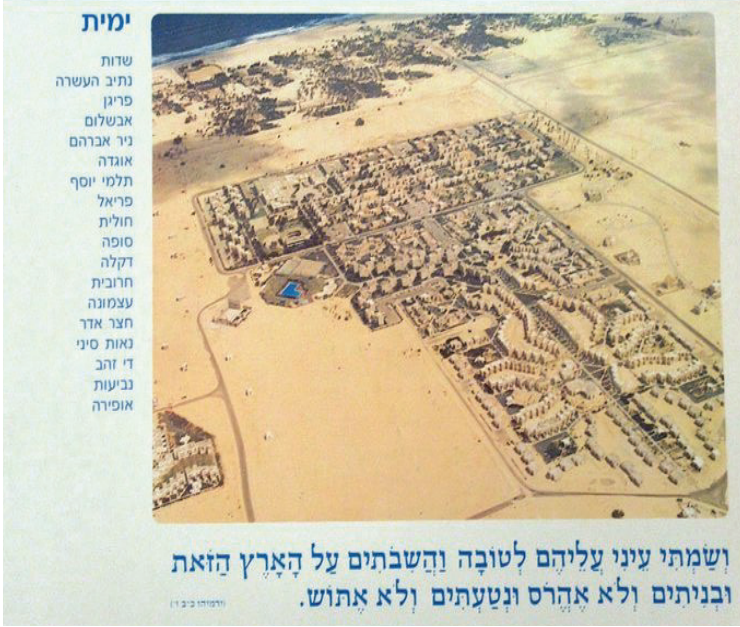 ימית
שדות
נתיב העשרה
פריגן
אבשלום
ניר אברהם
אוגדה
תלמי יוסף
פריאל
חולית
סופה
דקלה
חרובית
עצמונה
חצר אדר
נאות סיני
די זהב
נביעות
אופירה
וְשַׂמְתִּי עֵינִי עֲלֵיהֶם לְטוֹבָה וַהֲשִׁבֹתִים עַל הָאָרֶץ הַזֹּאת
וּבְנִיתִים וְלֹא אֶהֱרֹס וּנְטַעְתִּים וְלֹא אֶתּוֹשׁ.